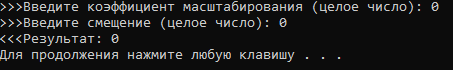 >>>Введите коэффициент масштабирования (целое число): 0
>>>Введите смещение (целое число): 0
<<<Результат: 0
Для продолжения нажмите любую клавишу . . .